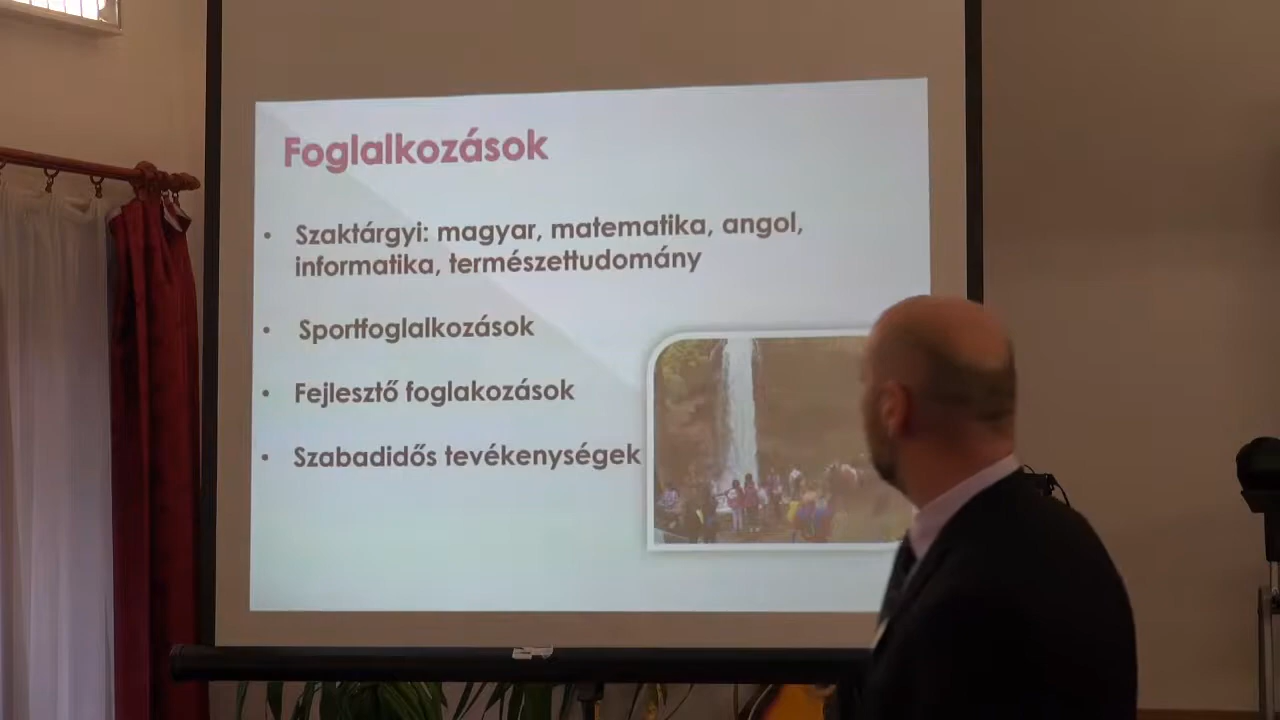 Foglalkozások
• Szaktárgyi: magyar, matematika, angol,
informatika, természettudomány
• Sportfoglalkozások
• Fejlesztő foglakozások
• Szabadidős tevékenységek